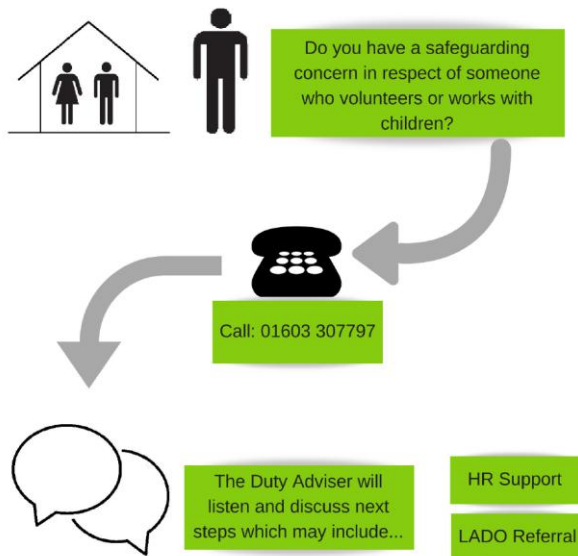 Do you have a safeguarding
concern in respect of someone
who volunteers or works with
children?
Call: 01603 307797
The Duty Adviser will
listen and discuss next
steps which may include...
HR Support
LADO Referral